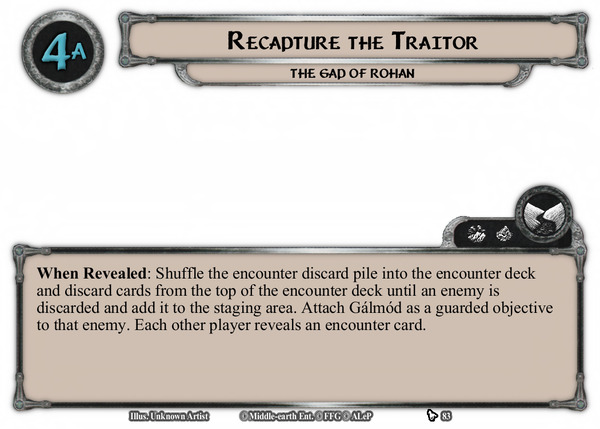 4A
RECAPTURE THE TRAITOR
THE GAP OF ROHAN
When Revealed: Shuffle the encounter discard pile into the encounter deck
and discard cards from the top of the encounter deck until an enemy is
discarded and add it to the staging area. Attach Gálmód as a guarded objective
to that enemy. Each other player reveals an encounter card.
Illus. Unknown Artist © Middle-earth Ent. © FFG © ALeP 83